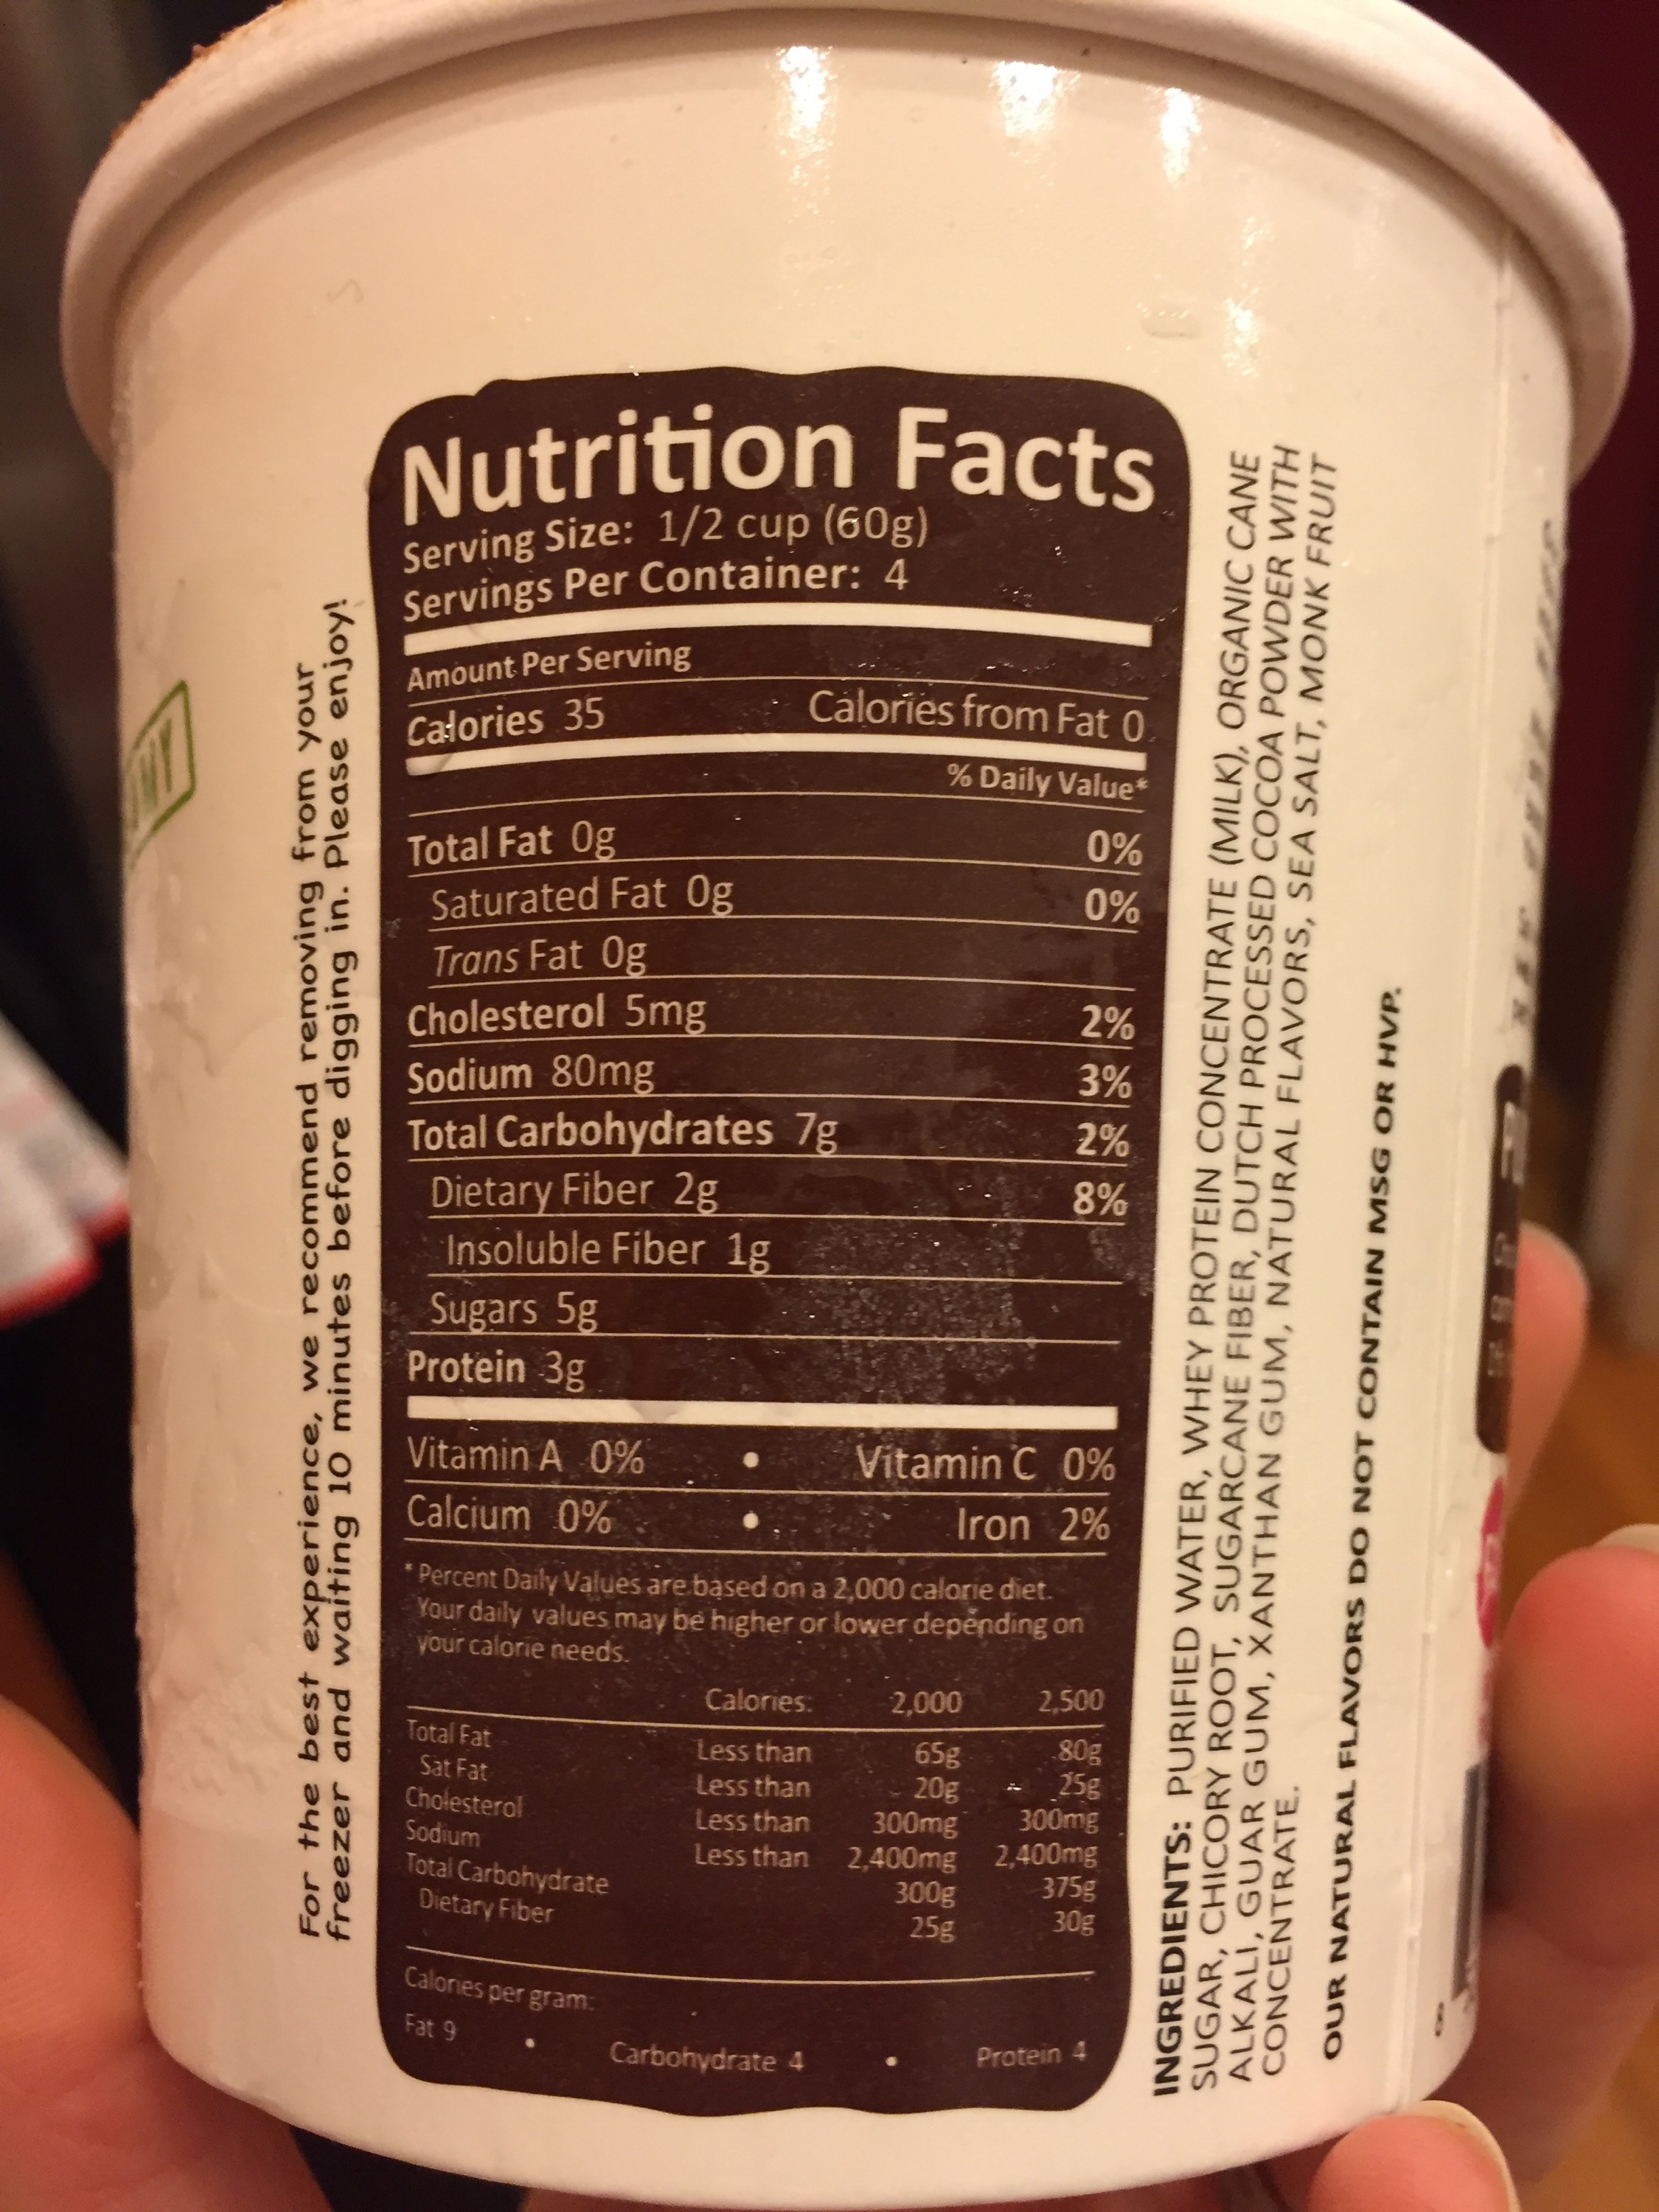 For the best experience, we recommend removing from your
freezer and waiting 10 minutes before digging in. Please enjoy!
Nutrition Facts
Serving Size: 1/2 cup (60g)
Servings Per Container: 4
Amount Per Serving
Calories 35 Calories from Fat 0
% Daily Value*
Total Fat 0g 0%
Saturated Fat 0g 0%
Trans Fat 0g
Cholesterol 5mg 2%
Sodium 80mg 3%
Total Carbohydrates 7g 2%
Dietary Fiber 2g 8%
Insoluble Fiber 1g
Sugars 5g
Protein 3g
Vitamin A 0% • Vitamin C 0%
Calcium 0% • Iron 2%
* Percent Daily Values are based on a 2,000 calorie diet.
Your daily values may be higher or lower depending on
your calorie needs.
Calories: 2,000 2,500
Total Fat Less than 65g 80g
Sat Fat Less than 20g 25g
Cholesterol Less than 300mg 300mg
Sodium Less than 2,400mg 2,400mg
Total Carbohydrate 300g 375g
Dietary Fiber 25g 30g
Calories per gram:
Fat 9 • Carbohydrate 4 • Protein 4
INGREDIENTS: PURIFIED WATER, WHEY PROTEIN CONCENTRATE (MILK), ORGANIC CANE
SUGAR, CHICORY ROOT, SUGARCANE FIBER, DUTCH PROCESSED COCOA POWDER WITH
ALKALI, GUAR GUM, XANTHAN GUM, NATURAL FLAVORS, SEA SALT, MONK FRUIT
CONCENTRATE.
OUR NATURAL FLAVORS DO NOT CONTAIN MSG OR HVP.
8